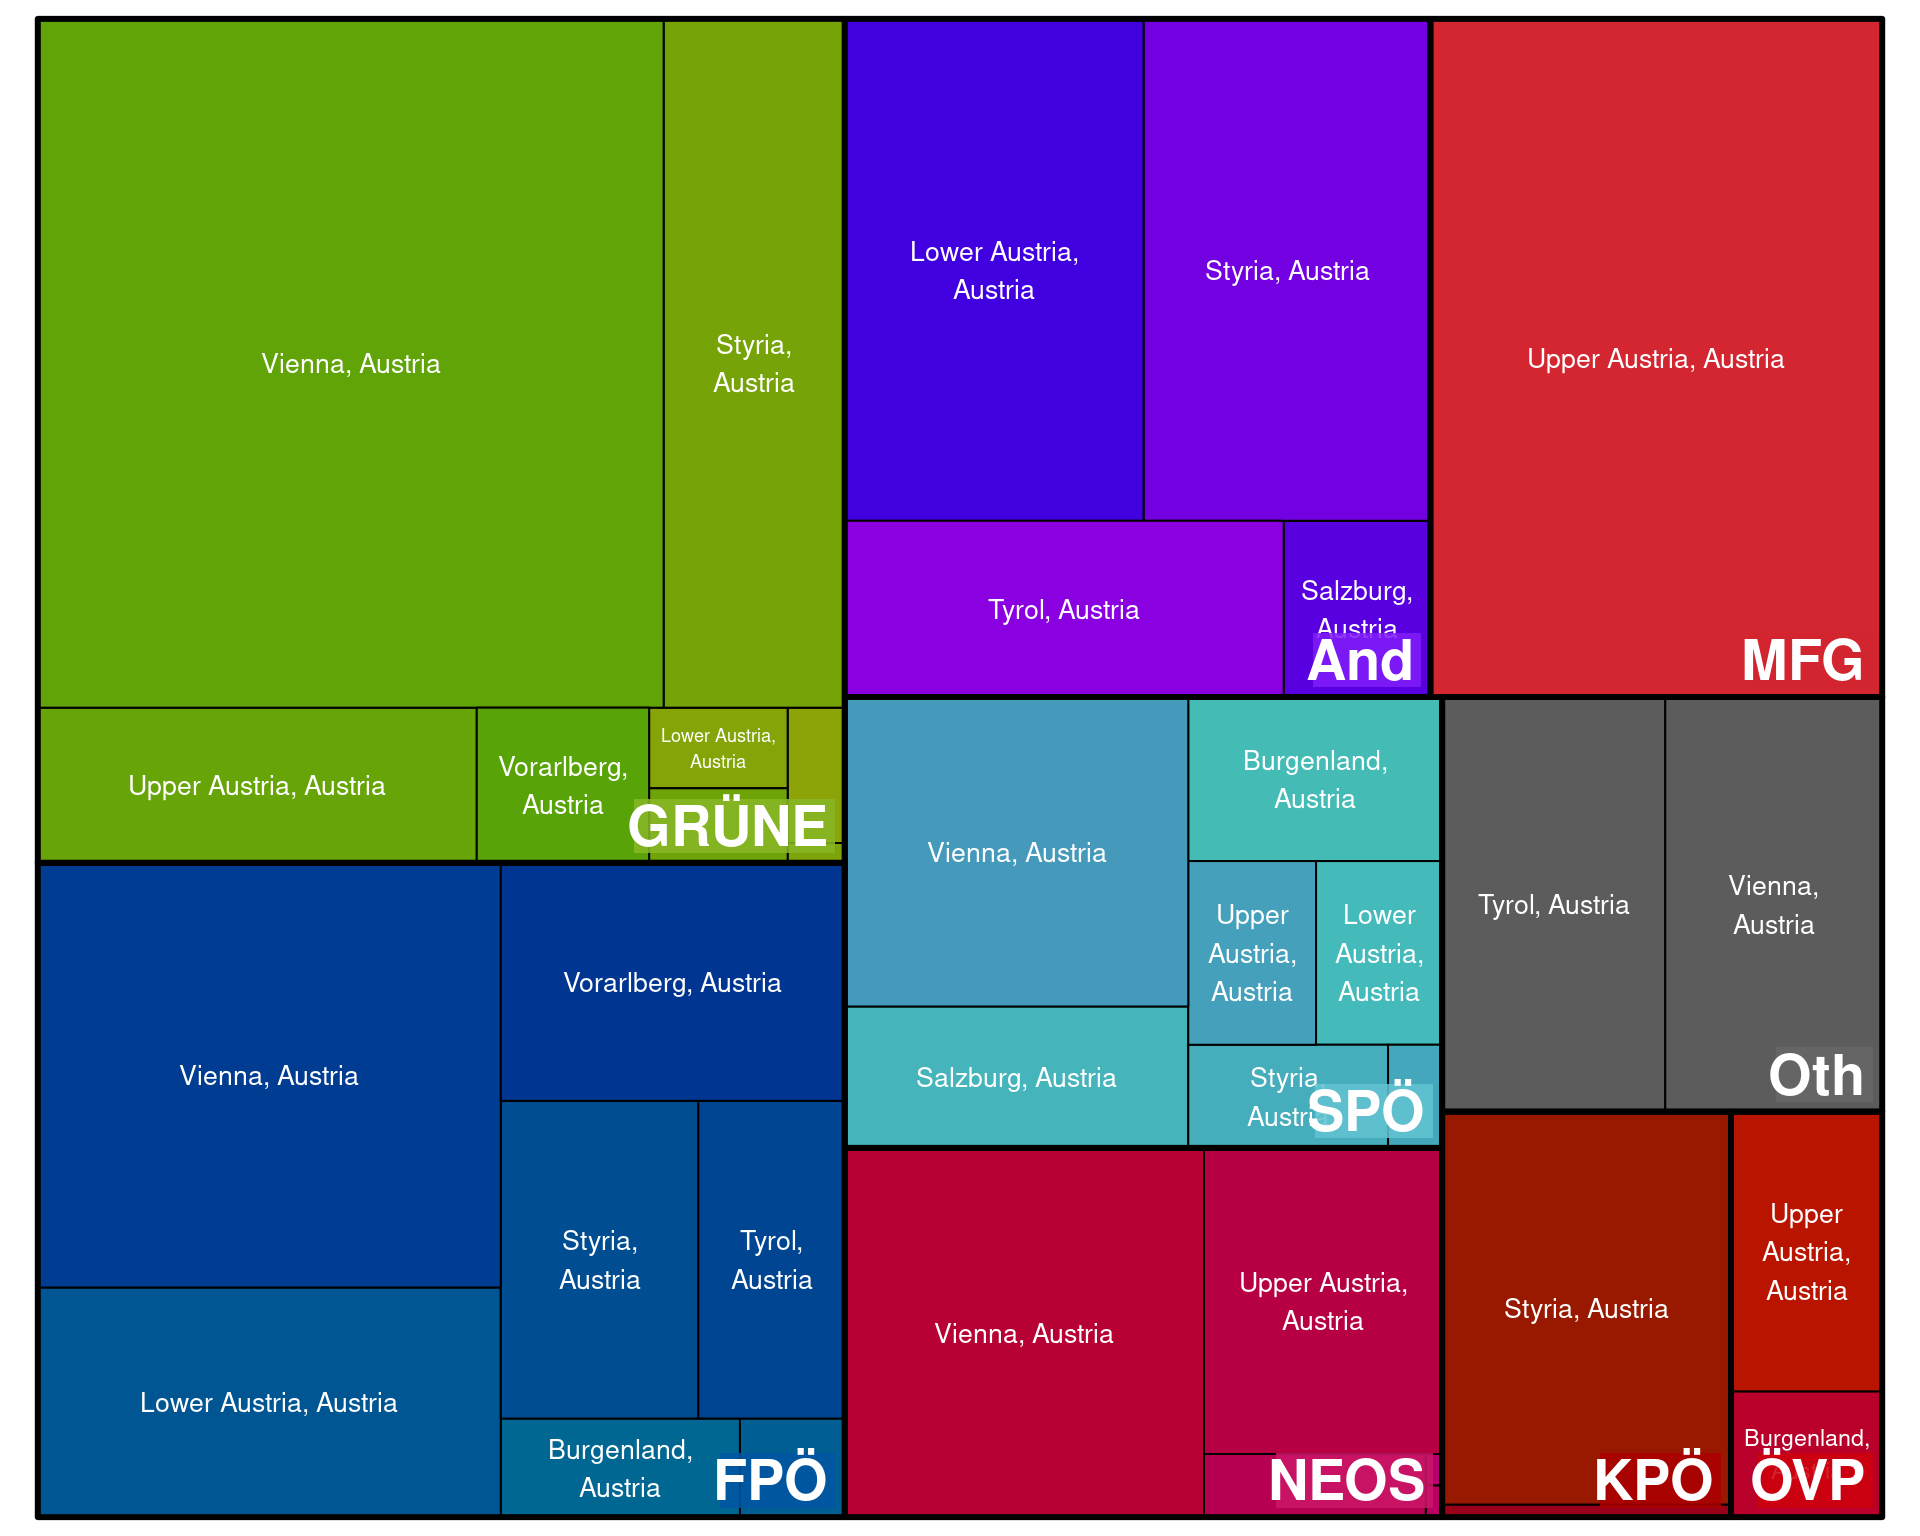 Vienna, Austria
Styria,
Austria
Upper Austria, Austria
Vorarlberg,
Austria
Lower Austria,
Austria
GRÜNE
Lower Austria,
Austria
Styria, Austria
Tyrol, Austria
Salzburg,
Austria
And
Upper Austria, Austria
MFG
Vienna, Austria
Vorarlberg, Austria
Styria,
Austria
Tyrol,
Austria
Lower Austria, Austria
Burgenland,
Austria
FPÖ
Vienna, Austria
Burgenland,
Austria
Upper
Austria,
Austria
Lower
Austria,
Austria
Salzburg, Austria
Styria,
Austria
SPÖ
Tyrol, Austria
Vienna,
Austria
Oth
Vienna, Austria
Upper Austria,
Austria
NEOS
Styria, Austria
KPÖ
Upper
Austria,
Austria
Burgenland,
ÖVP